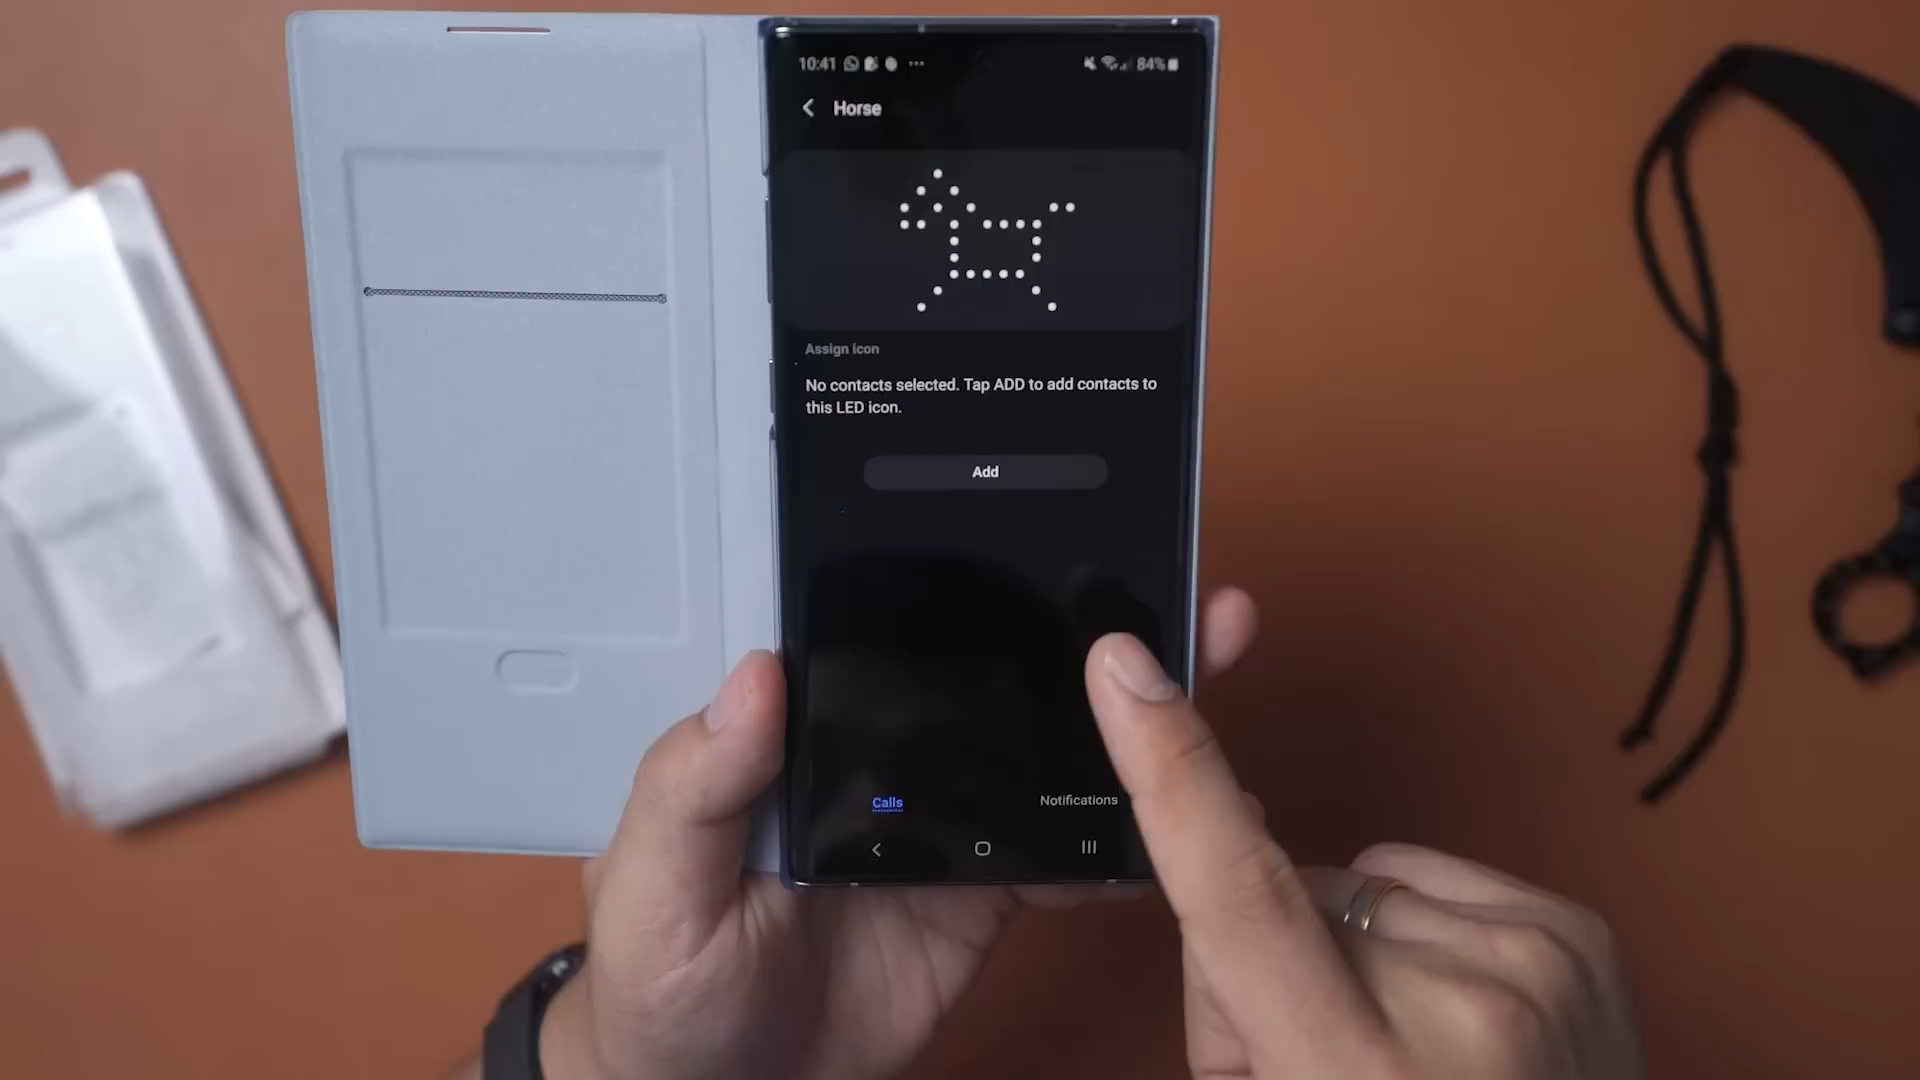 10:41
84%
Horse
Assign icon
No contacts selected. Tap ADD to add contacts to
this LED icon.
Add
Calls
Notifications